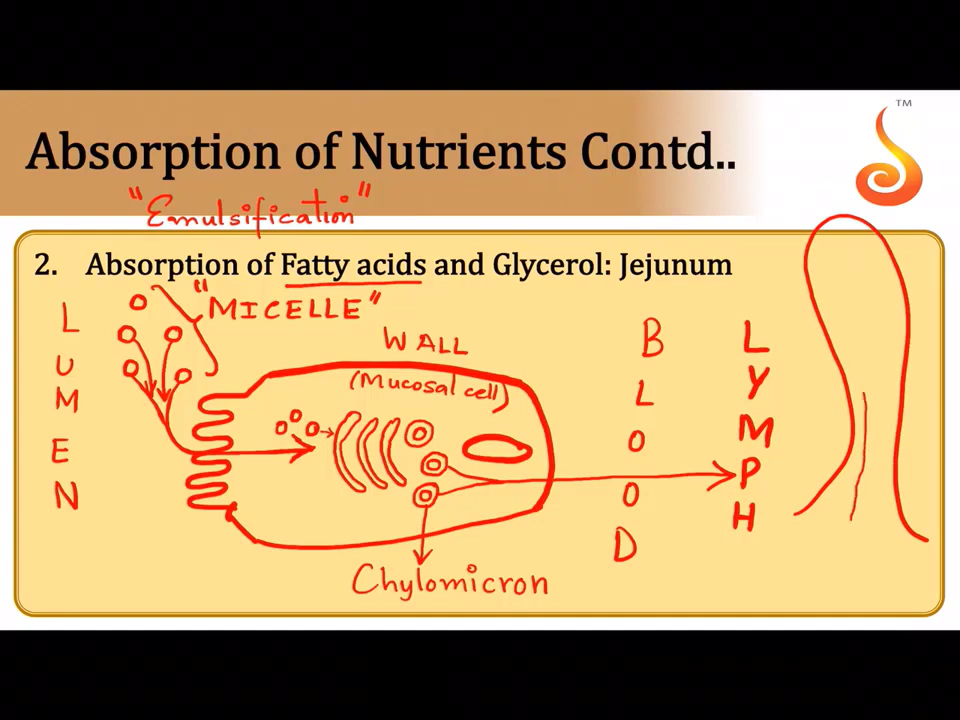 TM
Absorption of Nutrients Contd..
"Emulsification"
2. Absorption of Fatty acids and Glycerol: Jejunum
"MICELLE"
LUMEN
WALL
(Mucosal cell)
BLOOD
LYMPH
Chylomicron